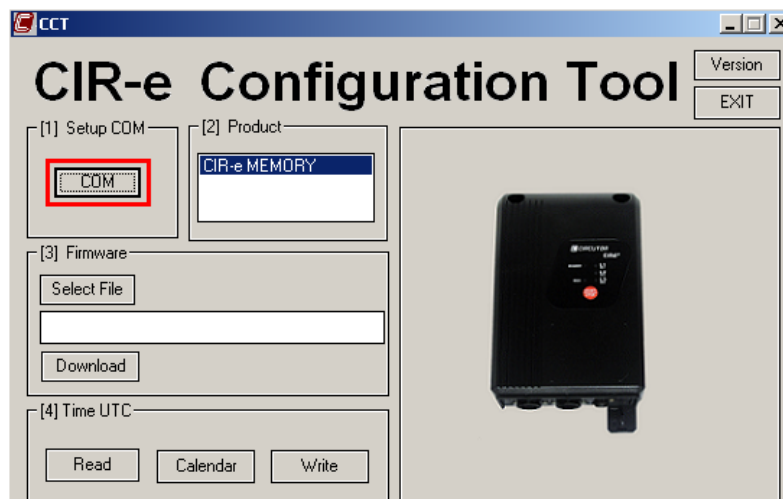 CCT
CIR-e Configuration Tool
Version
EXIT
[1] Setup COM
COM
[2] Product
CIR-e MEMORY
[3] Firmware
Select File
Download
[4] Time UTC
Read
Calendar
Write
CIRCUTOR